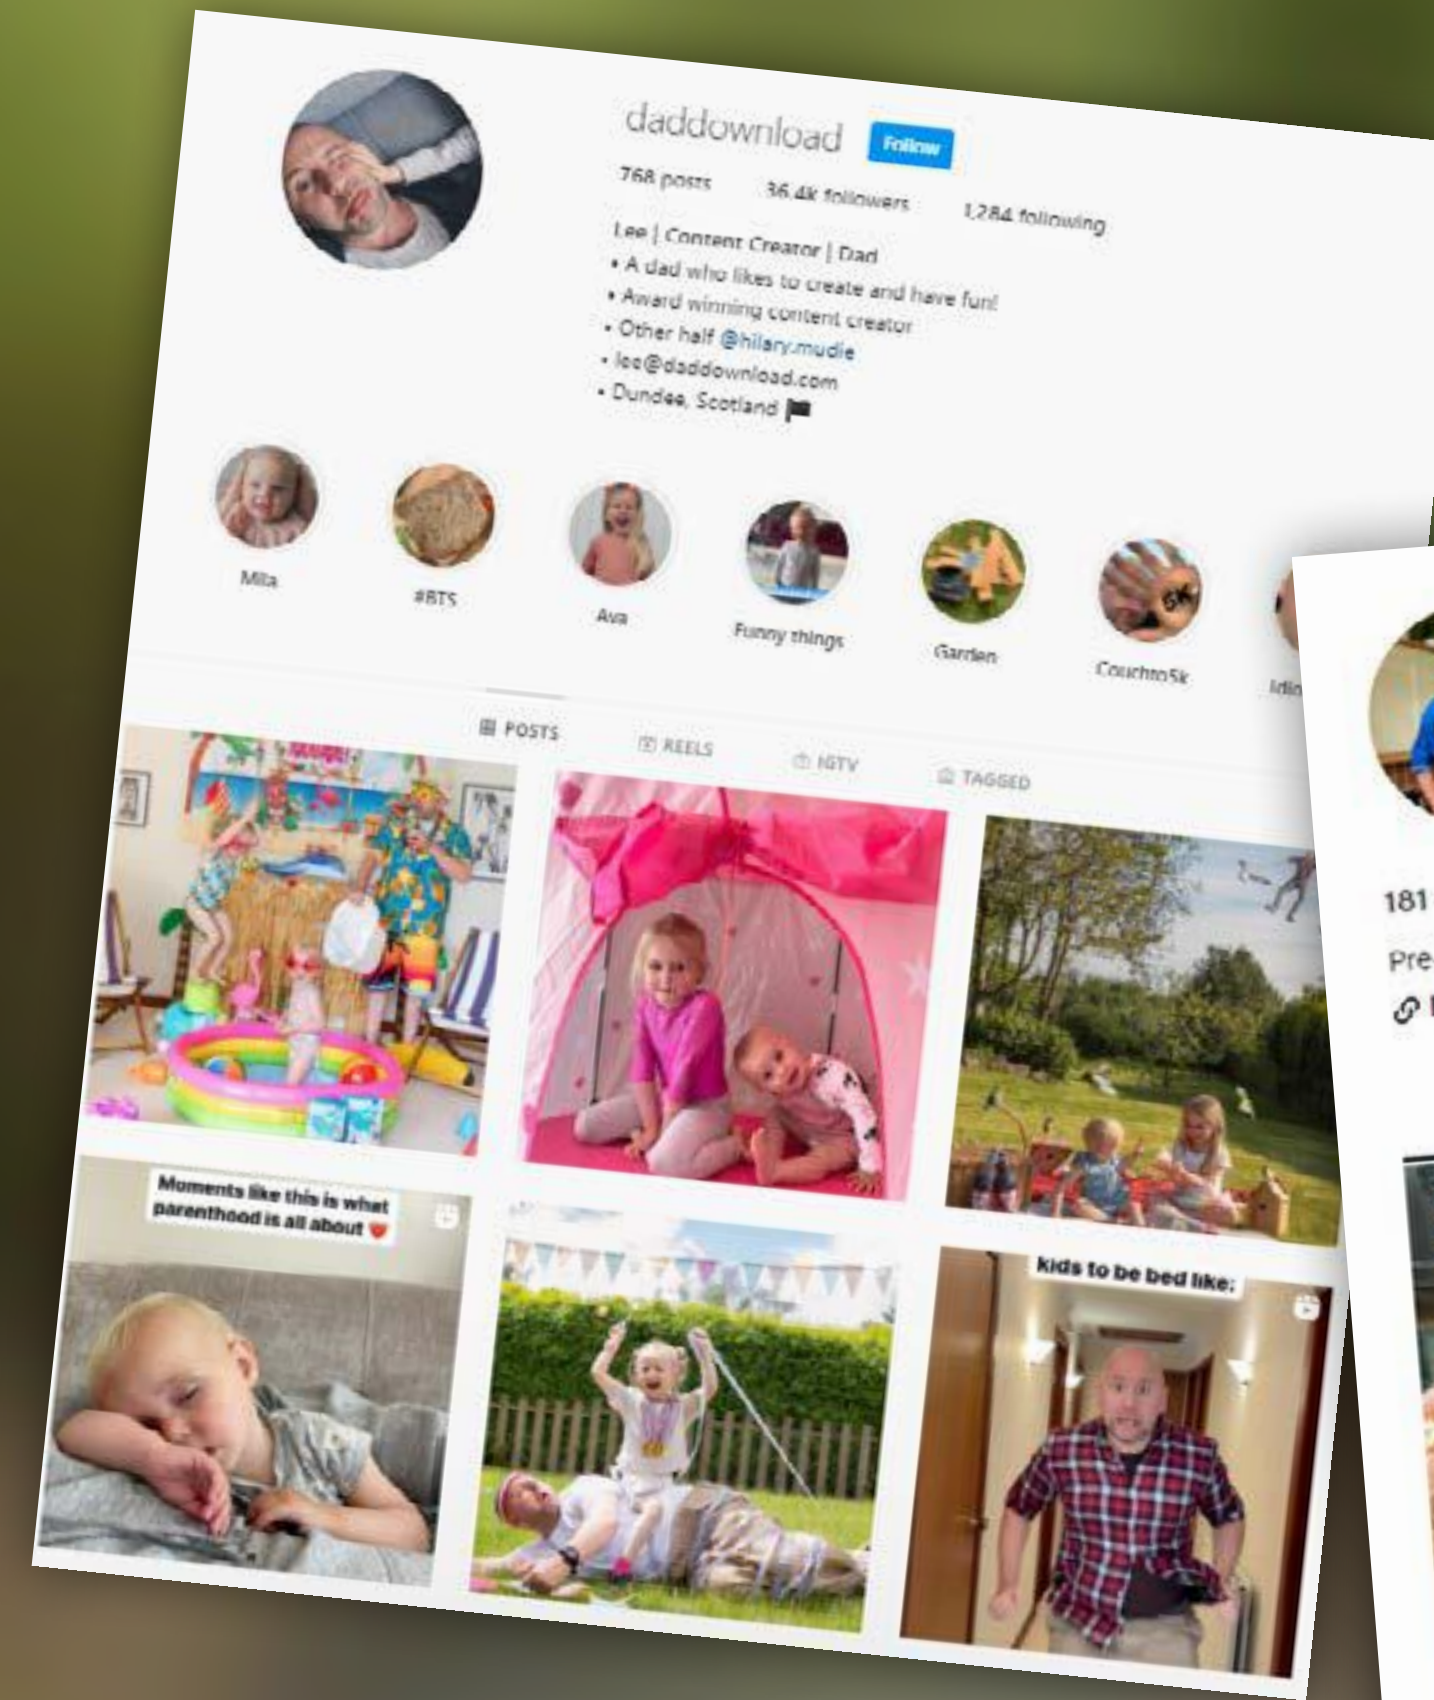 daddownload Follow
768 posts 36.4k followers 1,284 following
Lee | Content Creator | Dad
• A dad who likes to create and have fun!
• Award winning content creator
• Other half @hilary.mudie
• lee@daddownload.com
• Dundee, Scotland
Mila #BTS Ava Funny things Garden Couchto5k
5K
POSTS REELS IGTV TAGGED
Moments like this is what
parenthood is all about
kids to be bed like:
181